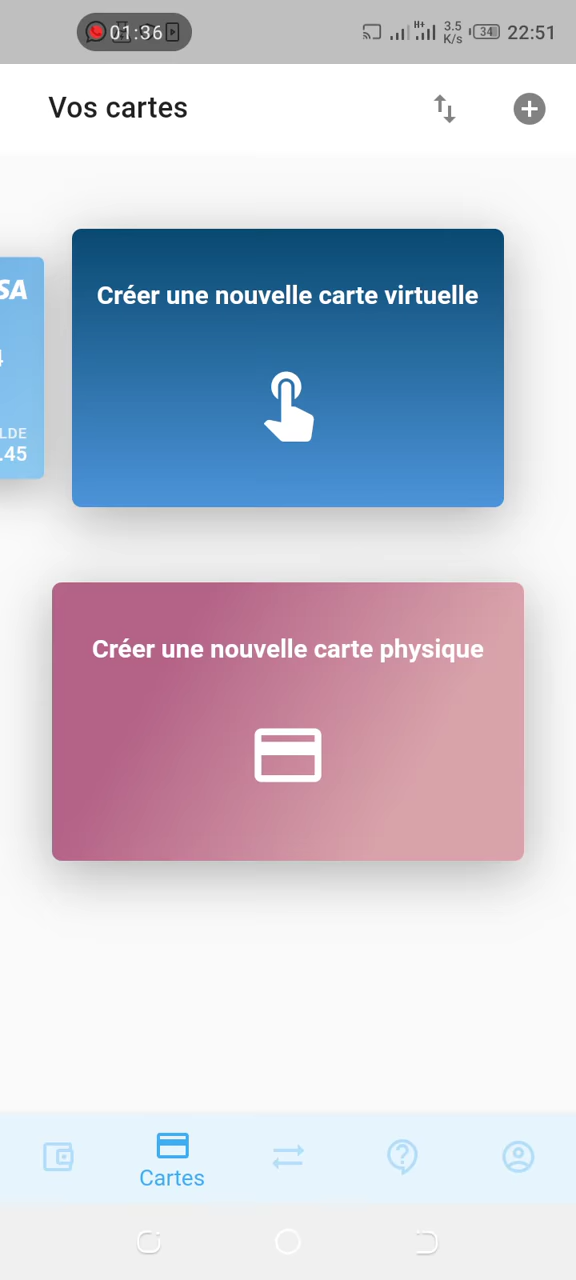 01:36
H+
3.5
K/s
34
22:51
Vos cartes
Créer une nouvelle carte virtuelle
SA
4
LDE
.45
Créer une nouvelle carte physique
Cartes